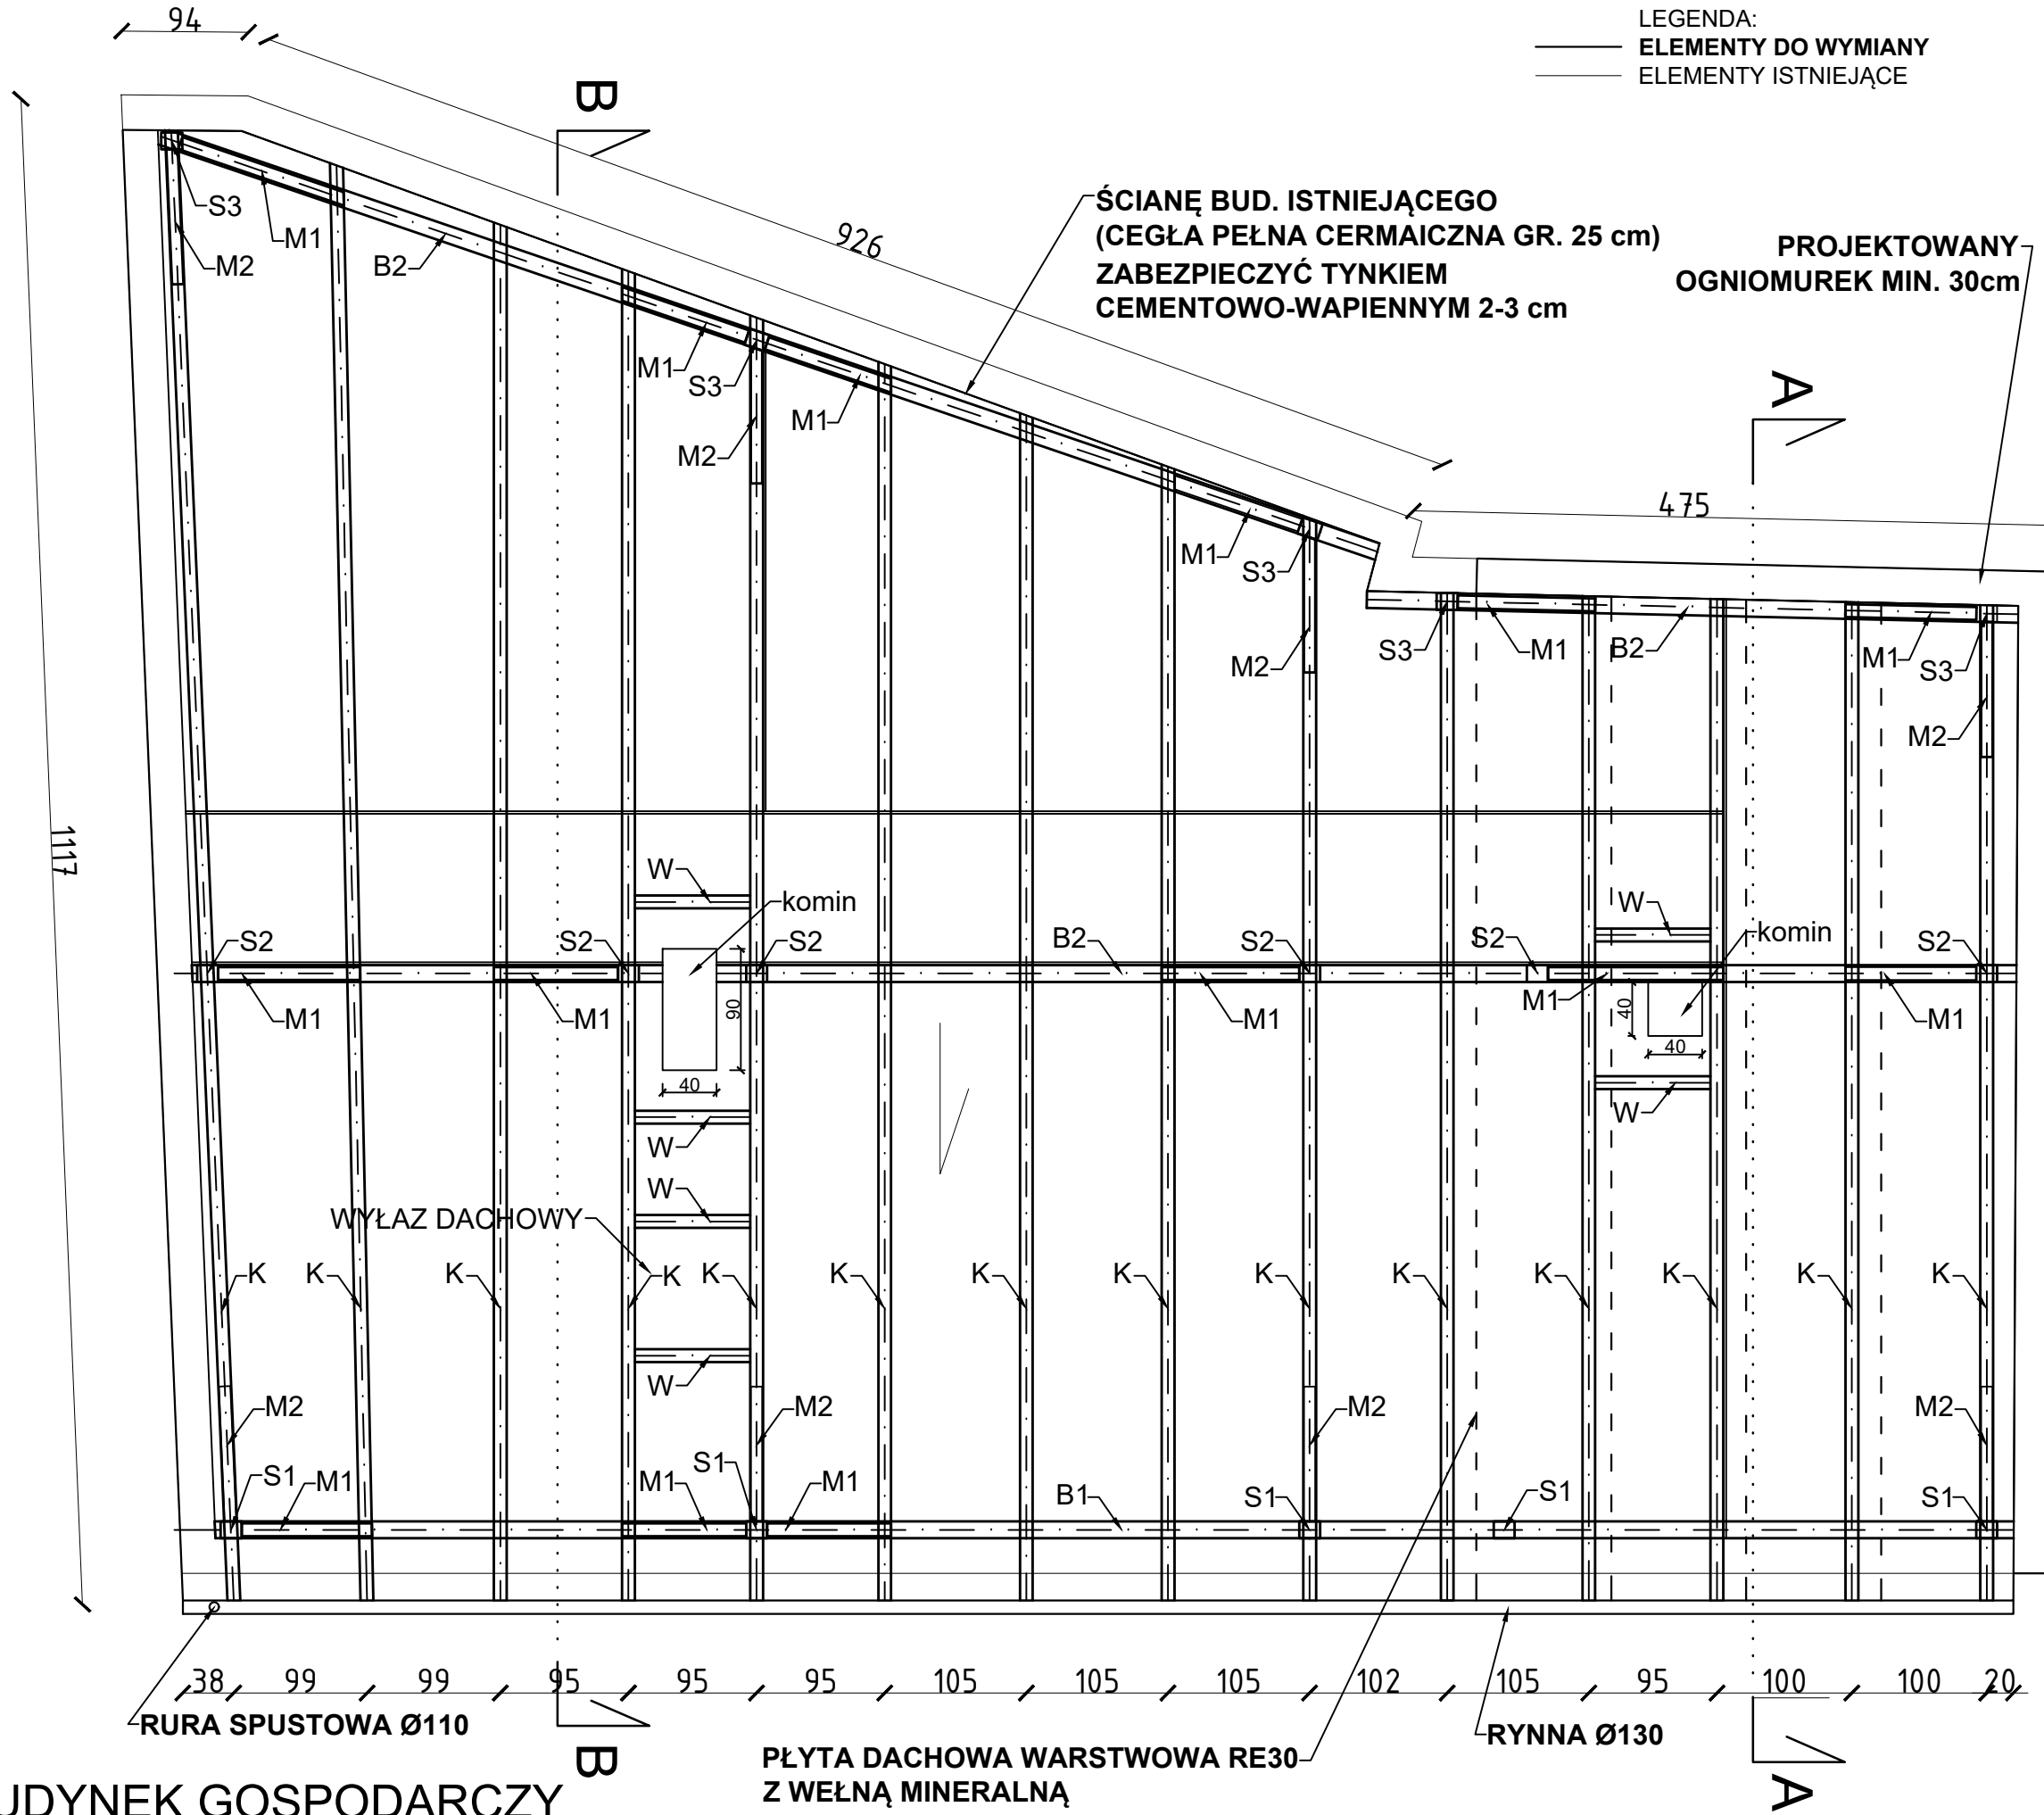 94
LEGENDA:
ELEMENTY DO WYMIANY
ELEMENTY ISTNIEJĄCE
B
ŚCIANĘ BUD. ISTNIEJĄCEGO
(CEGŁA PEŁNA CERMAICZNA GR. 25 cm)
ZABEZPIECZYĆ TYNKIEM
CEMENTOWO-WAPIENNYM 2-3 cm
926
PROJEKTOWANY
OGNIOMUREK MIN. 30cm
S3
M1
M2
B2
M1
S3
M1
M2
A
475
M1
S3
M2
S3
M1
B2
M1
S3
M2
1117
W
komin
W
komin
S2
S2
S2
B2
S2
S2
S2
M1
M1
90
40
M1
M1
40
40
M1
W
W
W
WYŁAZ DACHOWY
K
K
K
K
K
K
K
K
K
K
K
K
K
K
W
M2
M2
M2
M2
S1
M1
M1
S1
M1
B1
S1
S1
S1
38 99 99 95 95 95 105 105 105 102 105 95 100 100 20
RURA SPUSTOWA Ø110
RYNNA Ø130
B
PŁYTA DACHOWA WARSTWOWA RE30
Z WEŁNĄ MINERALNĄ
A
UDYNEK GOSPODARCZY